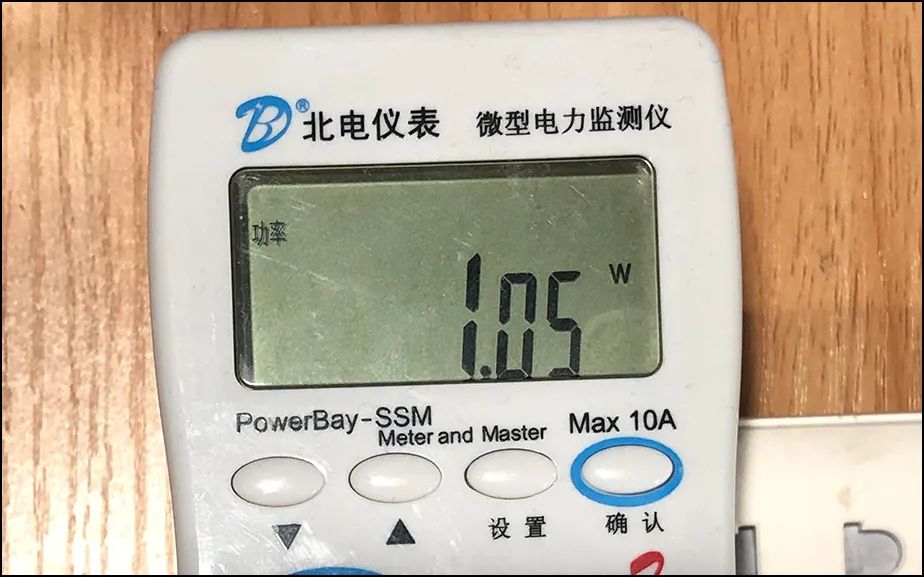 B® 北电仪表 微型电力监测仪
功率
1.05 W
PowerBay-SSM Max 10A
Meter and Master
▼ ▲ 设置 确认